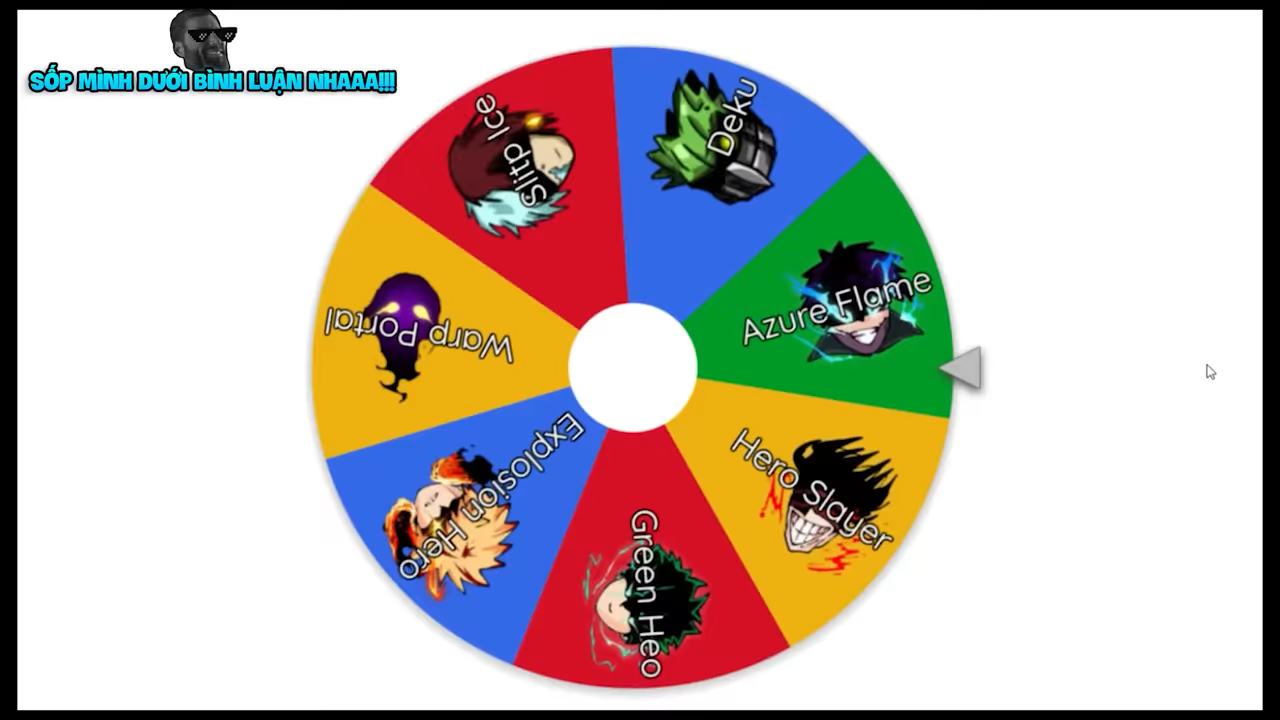 SỐP MÌNH DƯỚI BÌNH LUẬN NHAAA!!!
Slitp Ice
Deku
Azure Flame
Warp Portal
Hero Slayer
Explosion Hero
Green Heo